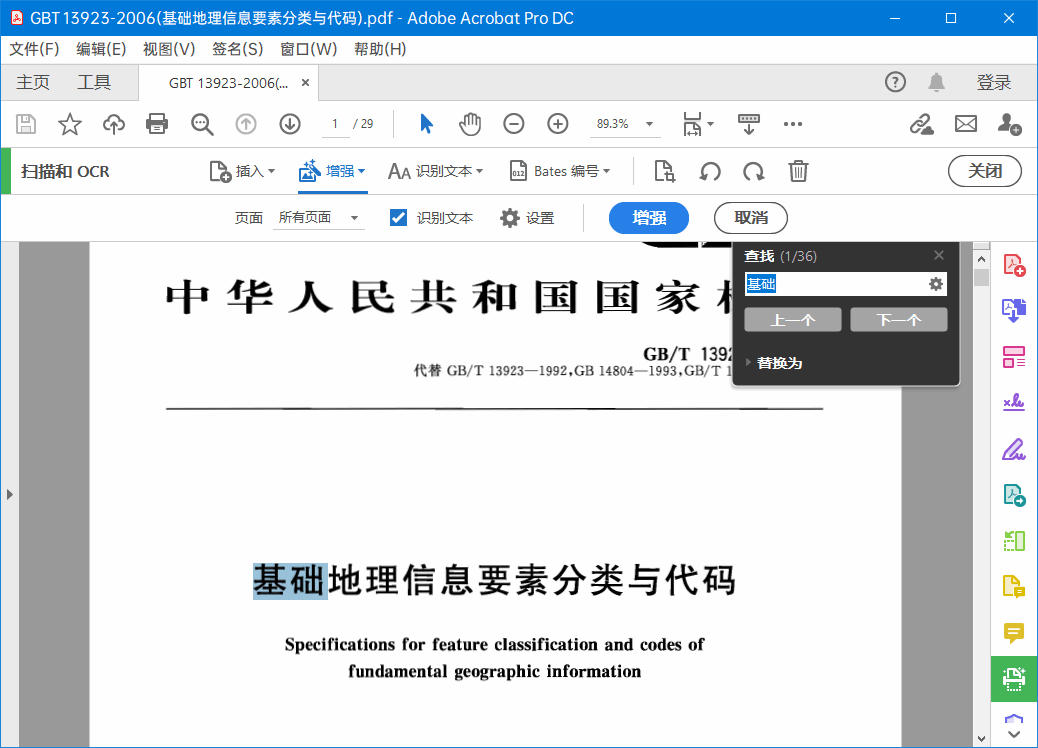 GBT 13923-2006(基础地理信息要素分类与代码).pdf - Adobe Acrobat Pro DC
文件(F) 编辑(E) 视图(V) 签名(S) 窗口(W) 帮助(H)
主页 工具 GBT 13923-2006(... × 登录
1 / 29 89.3%
扫描和 OCR 插入 增强 识别文本 Bates 编号 关闭
页面 所有页面 识别文本 设置 增强 取消
查找 (1/36)
基础
上一个 下一个
替换为
中华人民共和国国家
GB/T 1392
代替 GB/T 13923—1992,GB 14804—1993,GB/T 1
基础地理信息要素分类与代码
Specifications for feature classification and codes of
fundamental geographic information